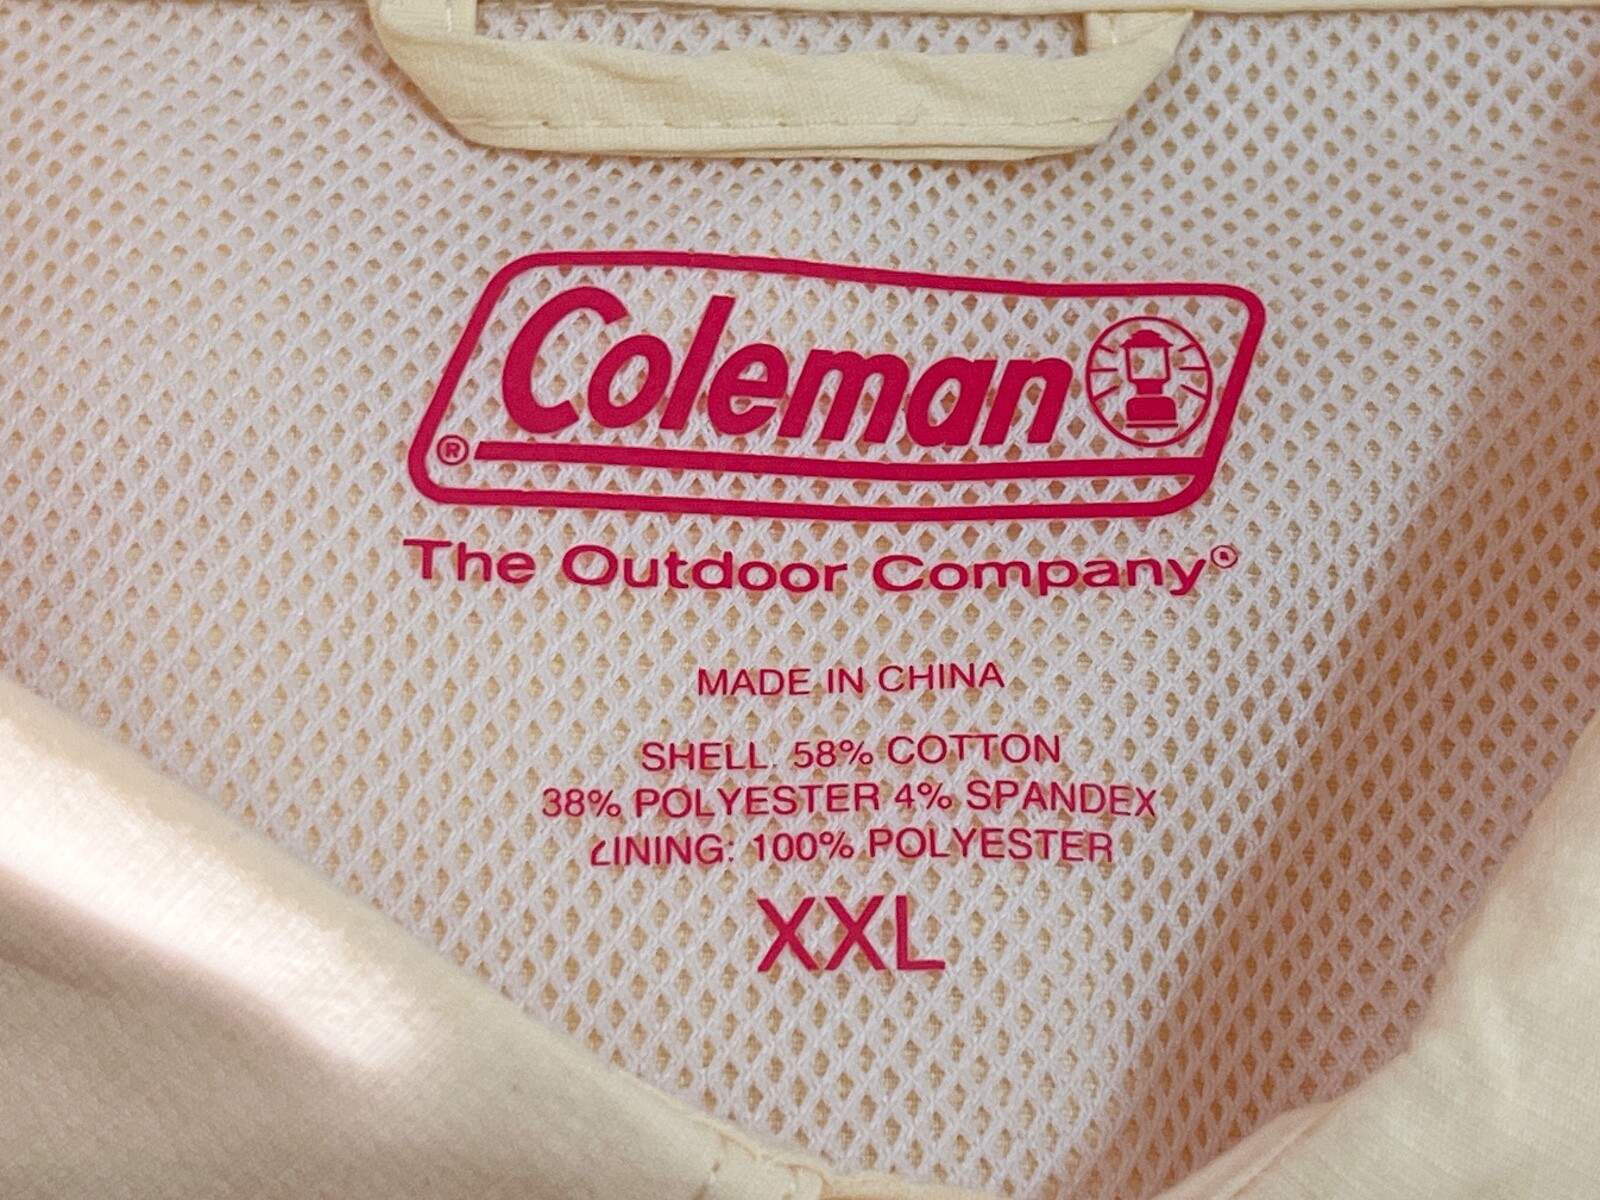 Coleman
®
The Outdoor Company®
MADE IN CHINA
SHELL: 58% COTTON
38% POLYESTER 4% SPANDEX
LINING: 100% POLYESTER
XXL